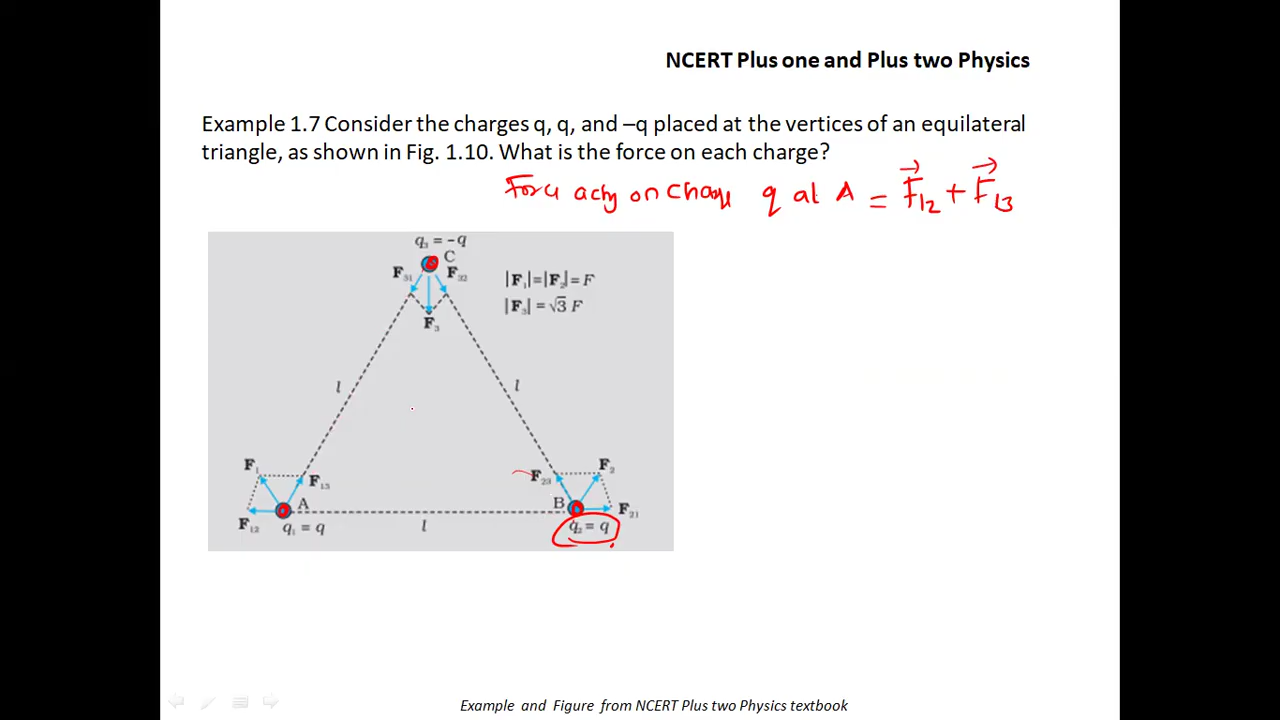 NCERT Plus one and Plus two Physics
Example 1.7 Consider the charges q, q, and –q placed at the vertices of an equilateral
triangle, as shown in Fig. 1.10. What is the force on each charge?
Force actg on charge q at A = F⃗12 + F⃗13
q3 = -q
C
F31
F32
|F1|=|F2|= F
|F3| = √3 F
F3
l
l
F1
F13
A
F12
q1 = q
l
F23
F2
B
F21
q2 = q
Example and Figure from NCERT Plus two Physics textbook